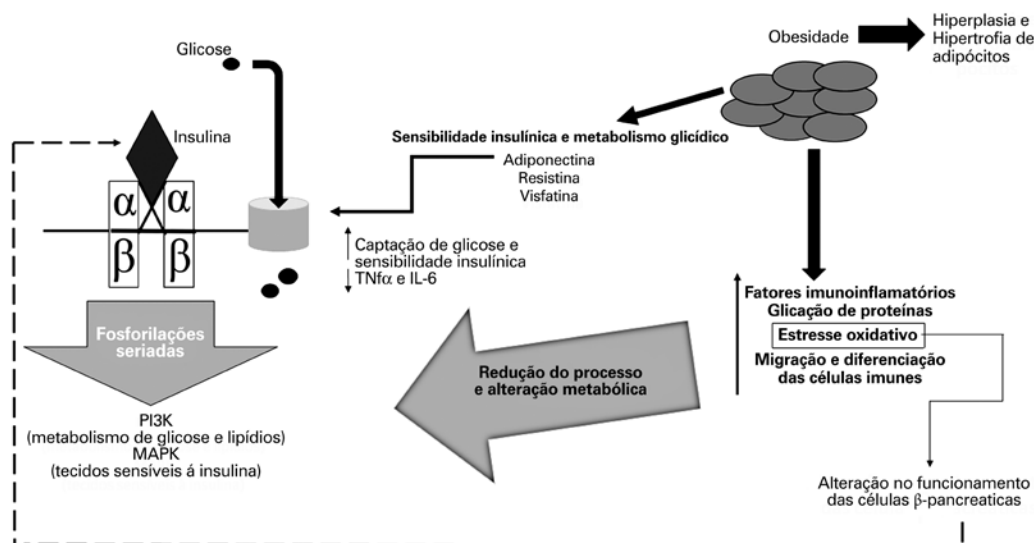 Glicose
Insulina
α α
β β
Fosforilações
seriadas
PI3K
(metabolismo de glicose e lipídios)
MAPK
(tecidos sensíveis á insulina)
Obesidade
Hiperplasia e
Hipertrofia de
adipócitos
Sensibilidade insulínica e metabolismo glicídico
Adiponectina
Resistina
Visfatina
Captação de glicose e
sensibilidade insulínica
TNfα e IL-6
Redução do processo
e alteração metabólica
Fatores imunoinflamatórios
Glicação de proteínas
Estresse oxidativo
Migração e diferenciação
das células imunes
Alteração no funcionamento
das células β-pancreaticas